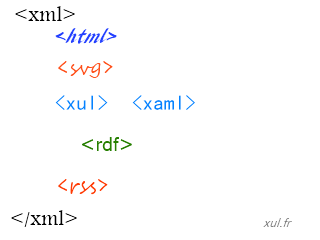 <xml>
<html>
<svg>
<xul> <xaml>
<rdf>
<rss>
</xml>
xul.fr